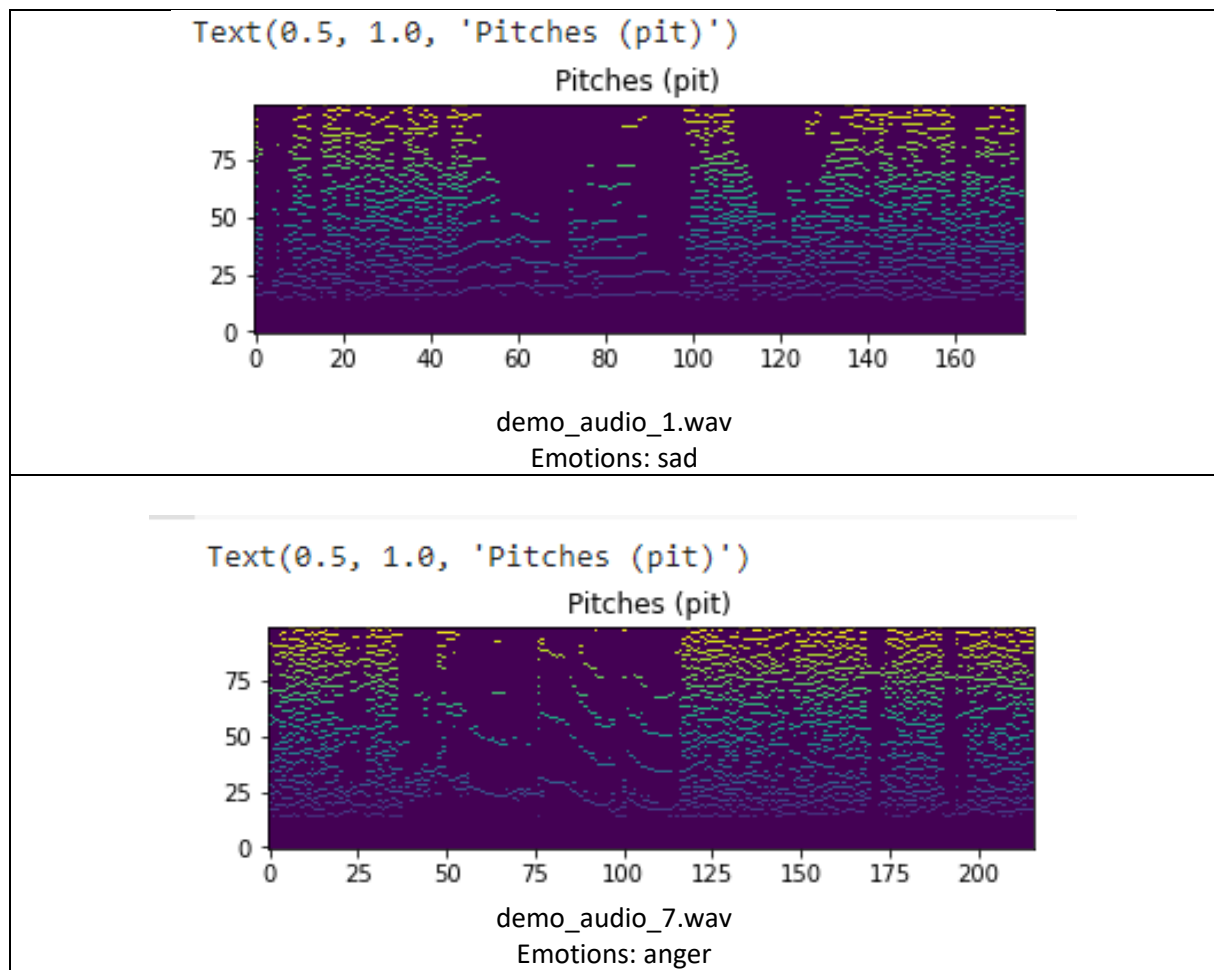 Text(0.5, 1.0, 'Pitches (pit)')
Pitches (pit)
75
50
25
0
0 20 40 60 80 100 120 140 160
demo_audio_1.wav
Emotions: sad
Text(0.5, 1.0, 'Pitches (pit)')
Pitches (pit)
75
50
25
0
0 25 50 75 100 125 150 175 200
demo_audio_7.wav
Emotions: anger